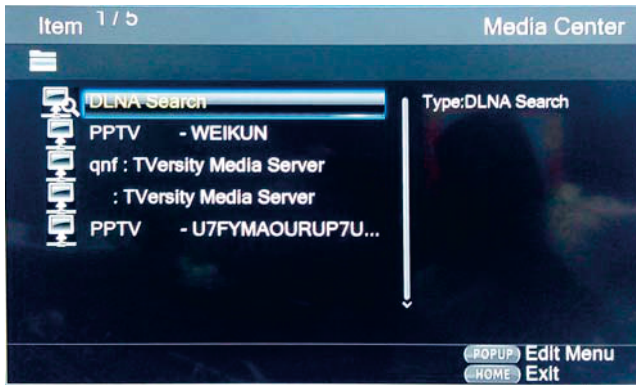 Item 1/5
Media Center
DLNA Search
Type:DLNA Search
PPTV - WEIKUN
qnf : TVersity Media Server
: TVersity Media Server
PPTV - U7FYMAOURUP7U...
POPUP Edit Menu
HOME Exit